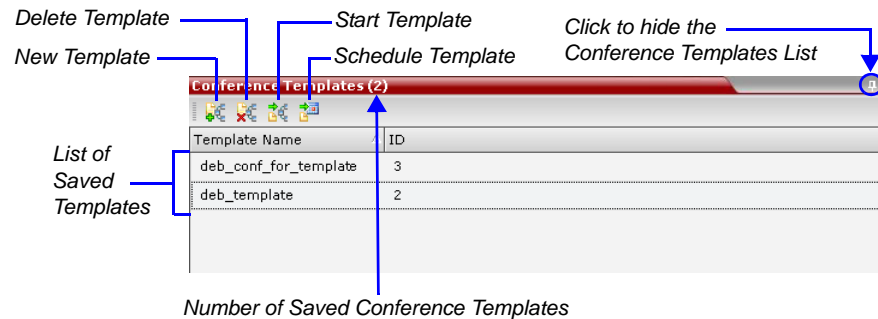 Delete Template
Start Template
Click to hide the
Conference Templates List
New Template
Schedule Template
Conference Templates (2)
Template Name ID
List of
Saved
Templates
deb_conf_for_template 3
deb_template 2
Number of Saved Conference Templates